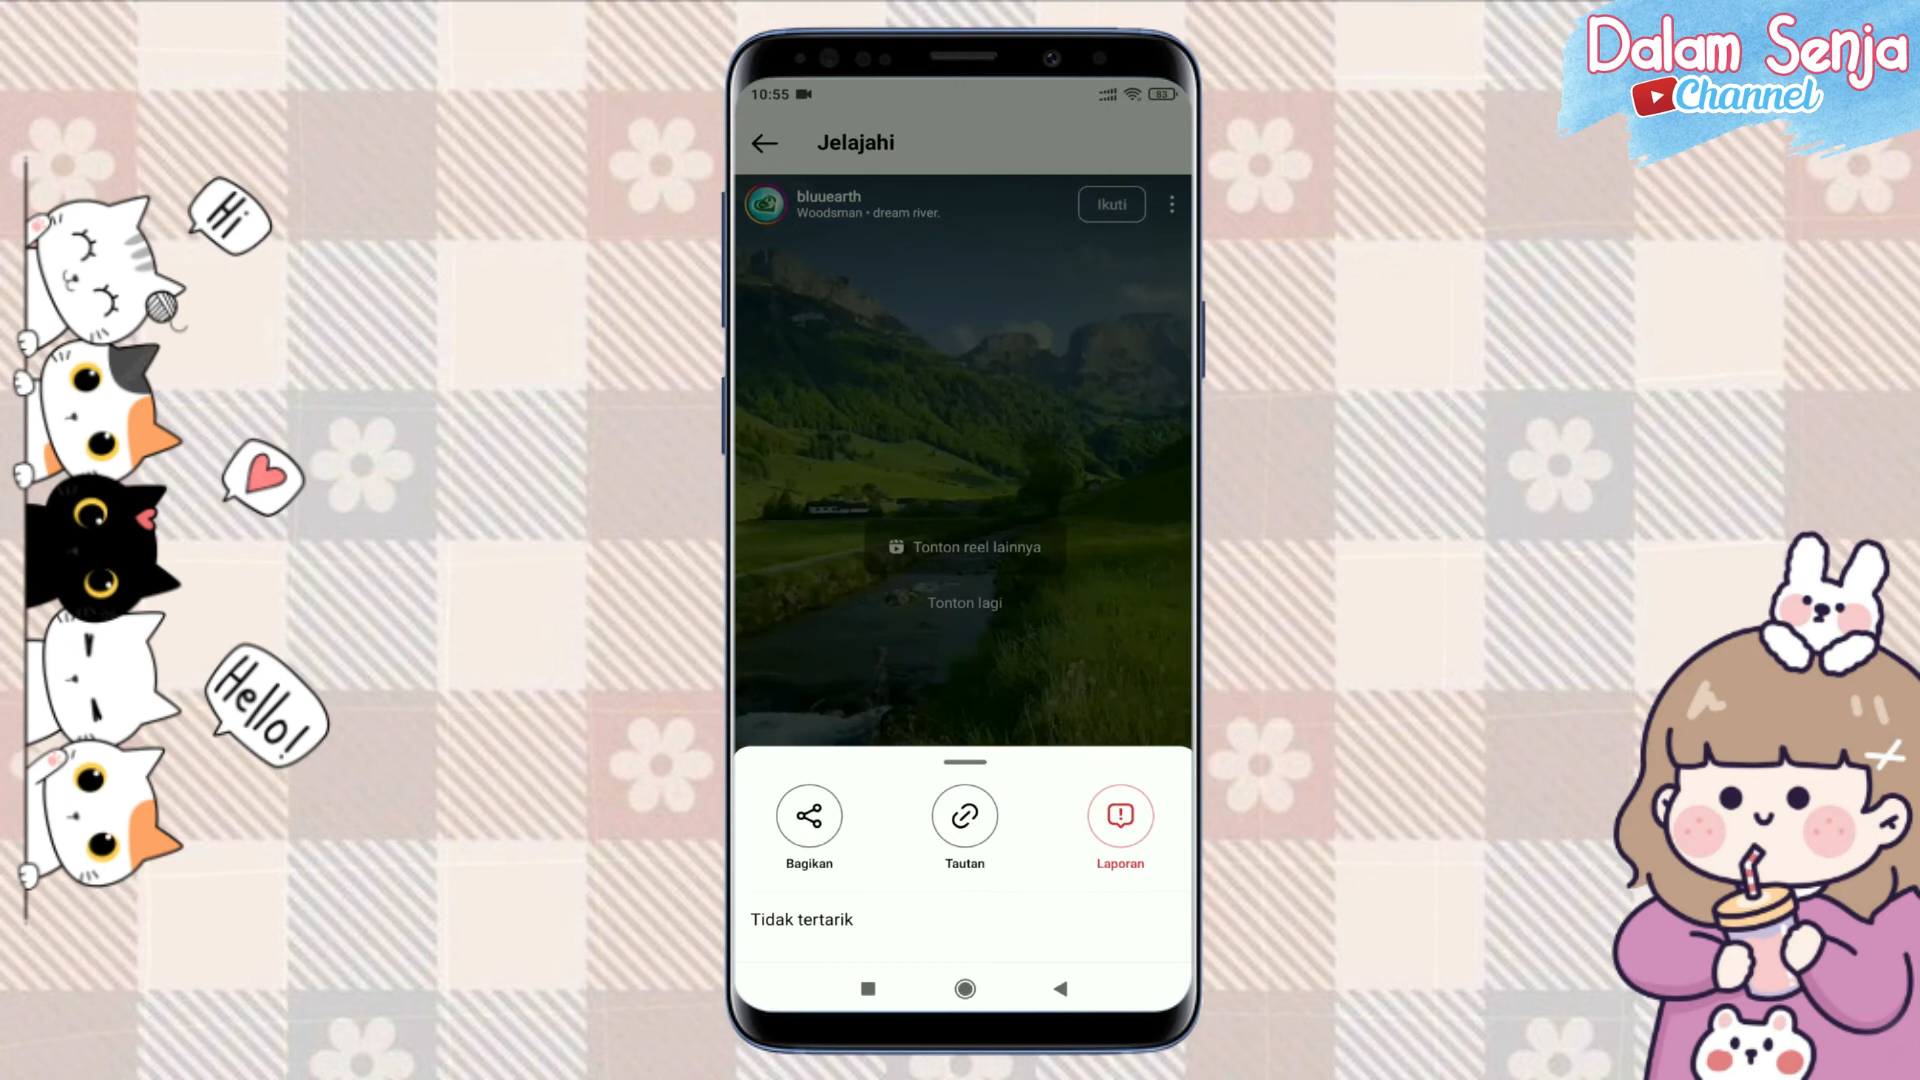 Dalam Senja
Channel
Hi
Hello!
10:55
83
Jelajahi
bluuearth
Woodsman • dream river.
Ikuti
Tonton reel lainnya
Tonton lagi
Bagikan
Tautan
Laporan
Tidak tertarik